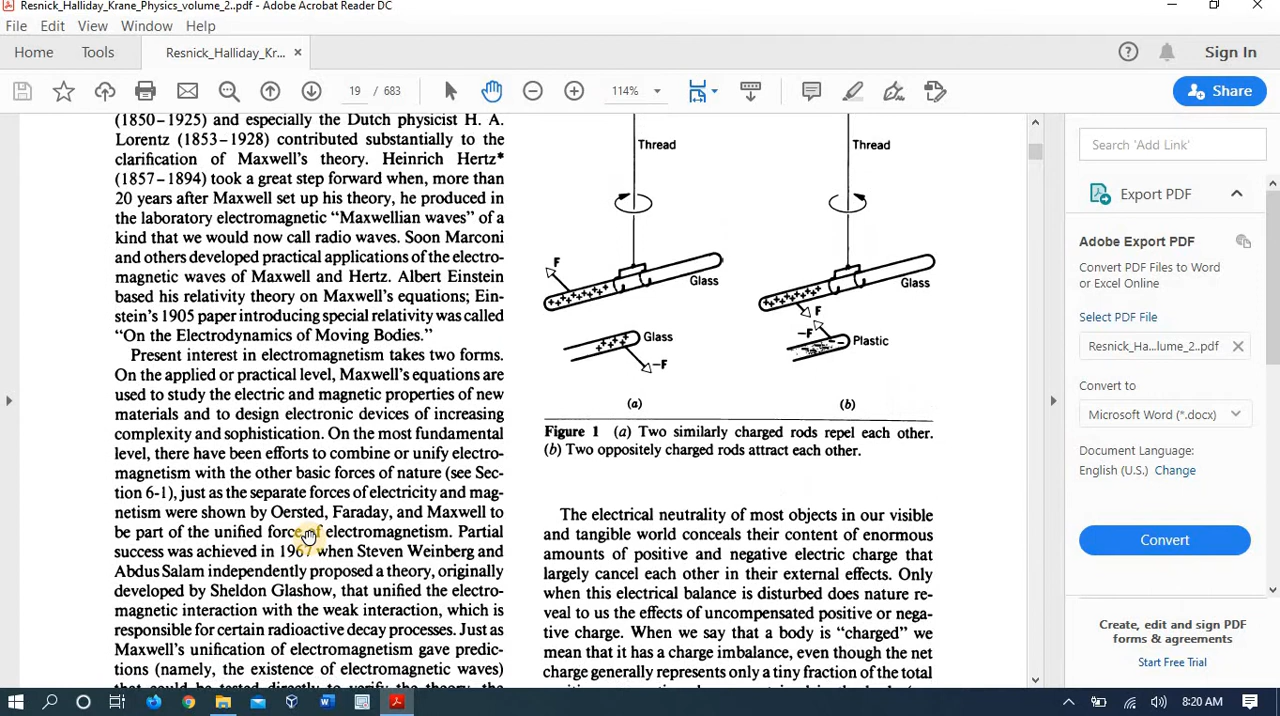 Resnick_Halliday_Krane_Physics_volume_2..pdf - Adobe Acrobat Reader DC
File Edit View Window Help
Home Tools Resnick_Halliday_Kr... × Sign In
19 / 683 114% Share
(1850–1925) and especially the Dutch physicist H. A.
Lorentz (1853–1928) contributed substantially to the
clarification of Maxwell's theory. Heinrich Hertz*
(1857–1894) took a great step forward when, more than
20 years after Maxwell set up his theory, he produced in
the laboratory electromagnetic “Maxwellian waves” of a
kind that we would now call radio waves. Soon Marconi
and others developed practical applications of the electro-
magnetic waves of Maxwell and Hertz. Albert Einstein
based his relativity theory on Maxwell's equations; Ein-
stein's 1905 paper introducing special relativity was called
“On the Electrodynamics of Moving Bodies.”
Present interest in electromagnetism takes two forms.
On the applied or practical level, Maxwell's equations are
used to study the electric and magnetic properties of new
materials and to design electronic devices of increasing
complexity and sophistication. On the most fundamental
level, there have been efforts to combine or unify electro-
magnetism with the other basic forces of nature (see Sec-
tion 6-1), just as the separate forces of electricity and mag-
netism were shown by Oersted, Faraday, and Maxwell to
be part of the unified force of electromagnetism. Partial
success was achieved in 1967 when Steven Weinberg and
Abdus Salam independently proposed a theory, originally
developed by Sheldon Glashow, that unified the electro-
magnetic interaction with the weak interaction, which is
responsible for certain radioactive decay processes. Just as
Maxwell's unification of electromagnetism gave predic-
tions (namely, the existence of electromagnetic waves)
that could be tested directly to verify the theory, the
Thread Thread
F
Glass Glass
F
−F
Glass Plastic
−F
(a) (b)
Figure 1 (a) Two similarly charged rods repel each other.
(b) Two oppositely charged rods attract each other.
The electrical neutrality of most objects in our visible
and tangible world conceals their content of enormous
amounts of positive and negative electric charge that
largely cancel each other in their external effects. Only
when this electrical balance is disturbed does nature re-
veal to us the effects of uncompensated positive or nega-
tive charge. When we say that a body is “charged” we
mean that it has a charge imbalance, even though the net
charge generally represents only a tiny fraction of the total
Search 'Add Link'
Export PDF
Adobe Export PDF
Convert PDF Files to Word
or Excel Online
Select PDF File
Resnick_Ha...lume_2..pdf
Convert to
Microsoft Word (*.docx)
Document Language:
English (U.S.) Change
Convert
Create, edit and sign PDF
forms & agreements
Start Free Trial
8:20 AM